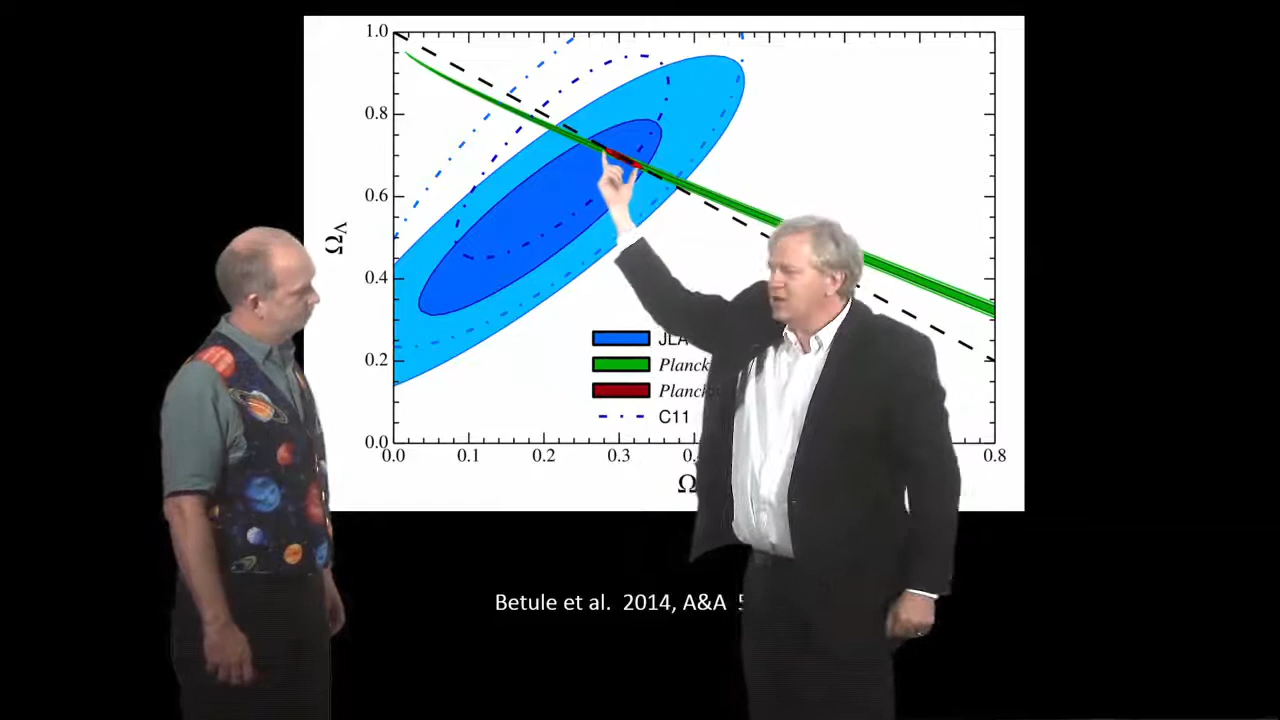 1.0
0.8
0.6
0.4
0.2
0.0
Ω_Λ
0.0 0.1 0.2 0.3 0.8
Ω
JLA
Planck
Planck
C11
Betule et al. 2014, A&A